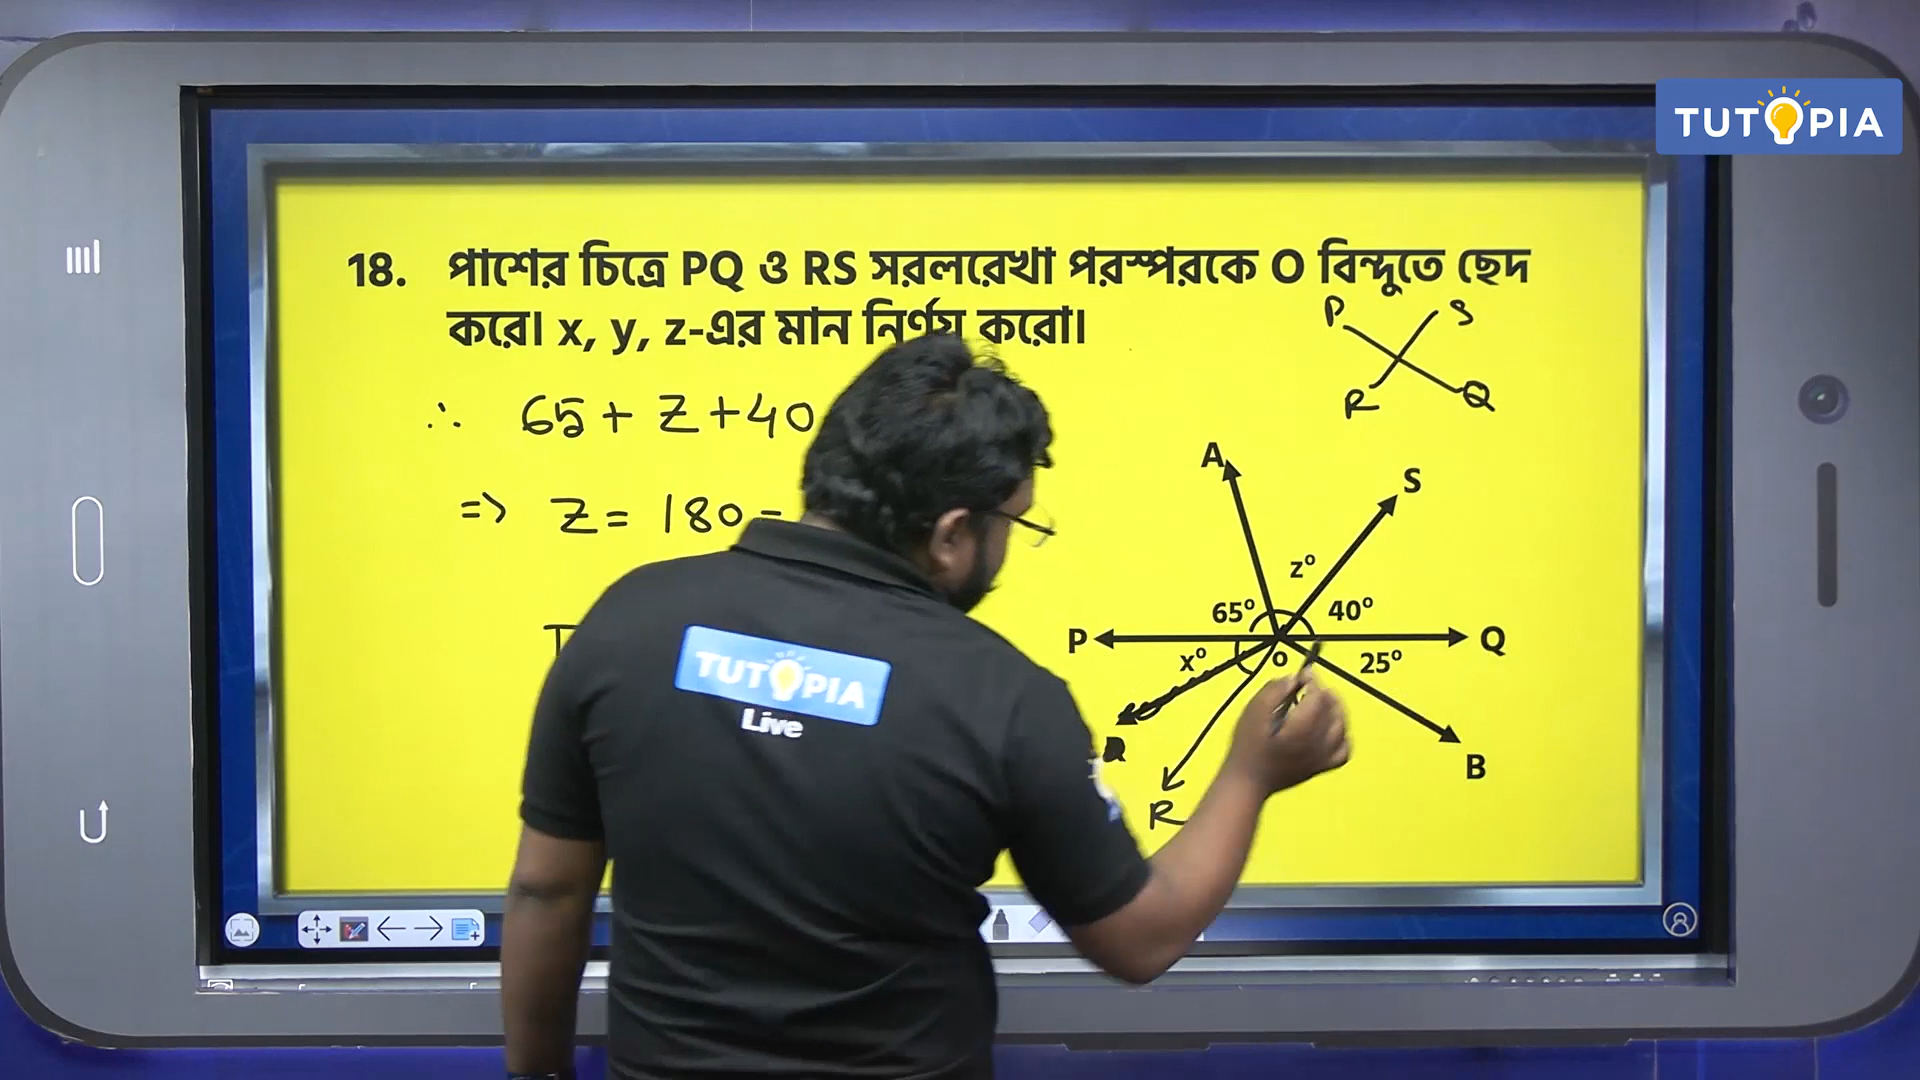 TUTOPIA
18. পাশের চিত্রে PQ ও RS সরলরেখা পরস্পরকে O বিন্দুতে ছেদ
করে। x, y, z-এর মান নির্ণয় করো।
P S
R Q
∴ 65 + z + 40
=> z = 180 -
A
S
z°
65° 40°
P Q
x° o 25°
B
R
TUTOPIA
Live